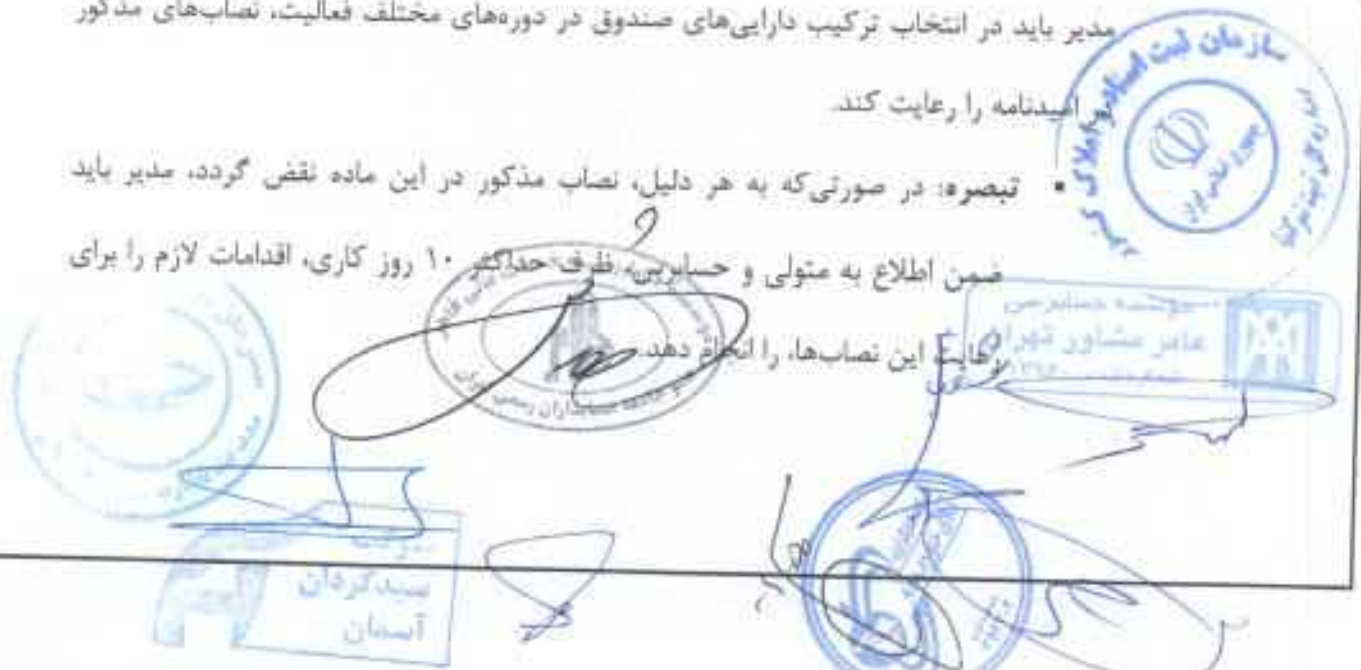 مدیر باید در انتخاب ترکیب دارایی‌های صندوق در دوره‌های مختلف فعالیت، نصاب‌های مذکور
امیدنامه را رعایت کند.
▪ تبصره: در صورتی‌که به هر دلیل، نصاب مذکور در این ماده نقض گردد، مدیر باید
ضمن اطلاع به متولی و حسابرس، ظرف حداکثر ۱۰ روز کاری، اقدامات لازم را برای
رعایت این نصاب‌ها، را انجام دهد.
سازمان ثبت اسناد و املاک کشور
موسسه حسابرسی
عامر مشاور تهران
حسابداران رسمی
سبدگردان
آسمان